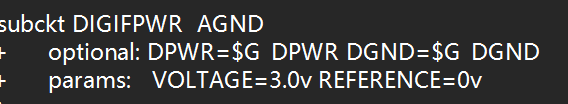 subckt DIGIFPWR AGND
+ optional: DPWR=$G DPWR DGND=$G DGND
+ params: VOLTAGE=3.0v REFERENCE=0v